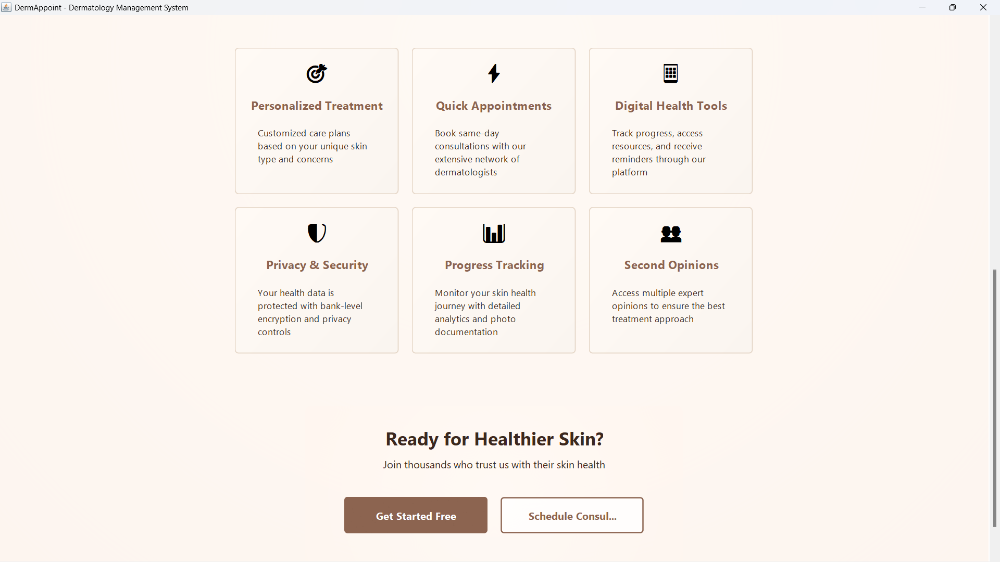 DermAppoint - Dermatology Management System
Personalized Treatment
Customized care plans
based on your unique skin
type and concerns
Quick Appointments
Book same-day
consultations with our
extensive network of
dermatologists
Digital Health Tools
Track progress, access
resources, and receive
reminders through our
platform
Privacy & Security
Your health data is
protected with bank-level
encryption and privacy
controls
Progress Tracking
Monitor your skin health
journey with detailed
analytics and photo
documentation
Second Opinions
Access multiple expert
opinions to ensure the best
treatment approach
Ready for Healthier Skin?
Join thousands who trust us with their skin health
Get Started Free
Schedule Consul...